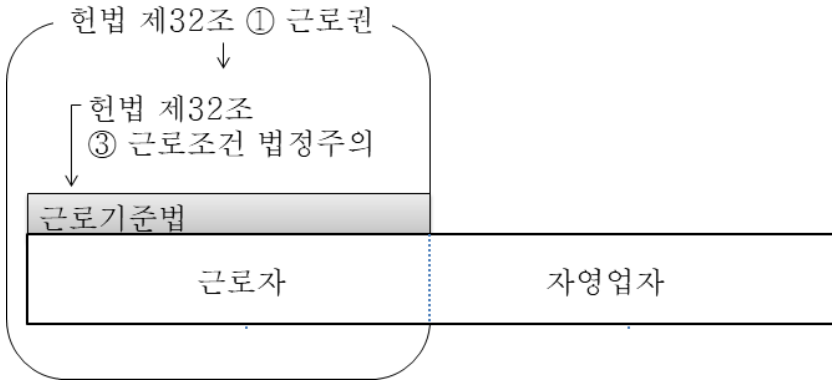 헌법 제32조 ① 근로권
헌법 제32조
③ 근로조건 법정주의
근로기준법
근로자
자영업자